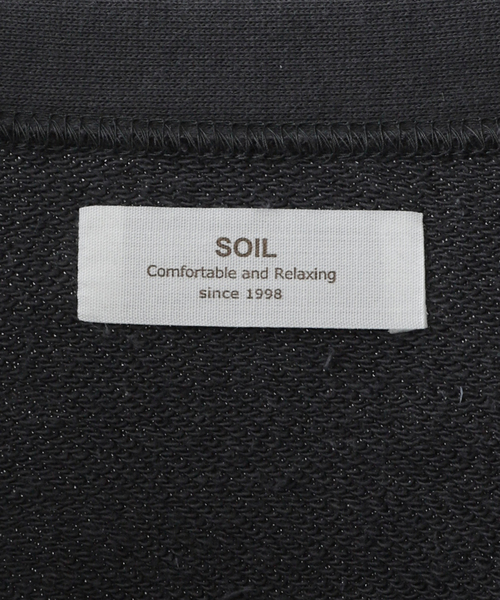 SOIL
Comfortable and Relaxing
since 1998